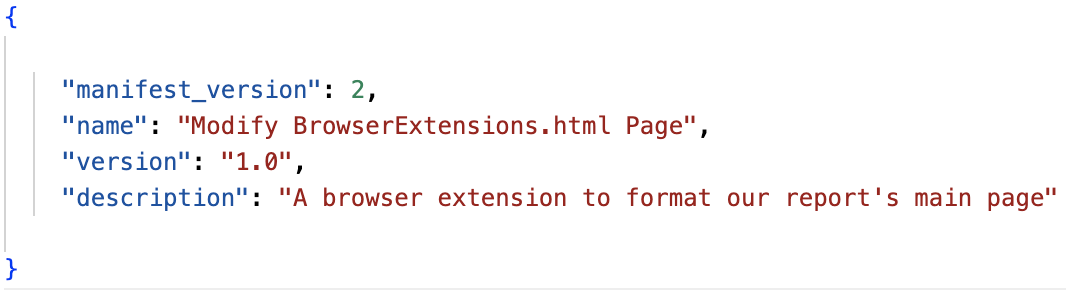 {
"manifest_version": 2,
"name": "Modify BrowserExtensions.html Page",
"version": "1.0",
"description": "A browser extension to format our report's main page"
}